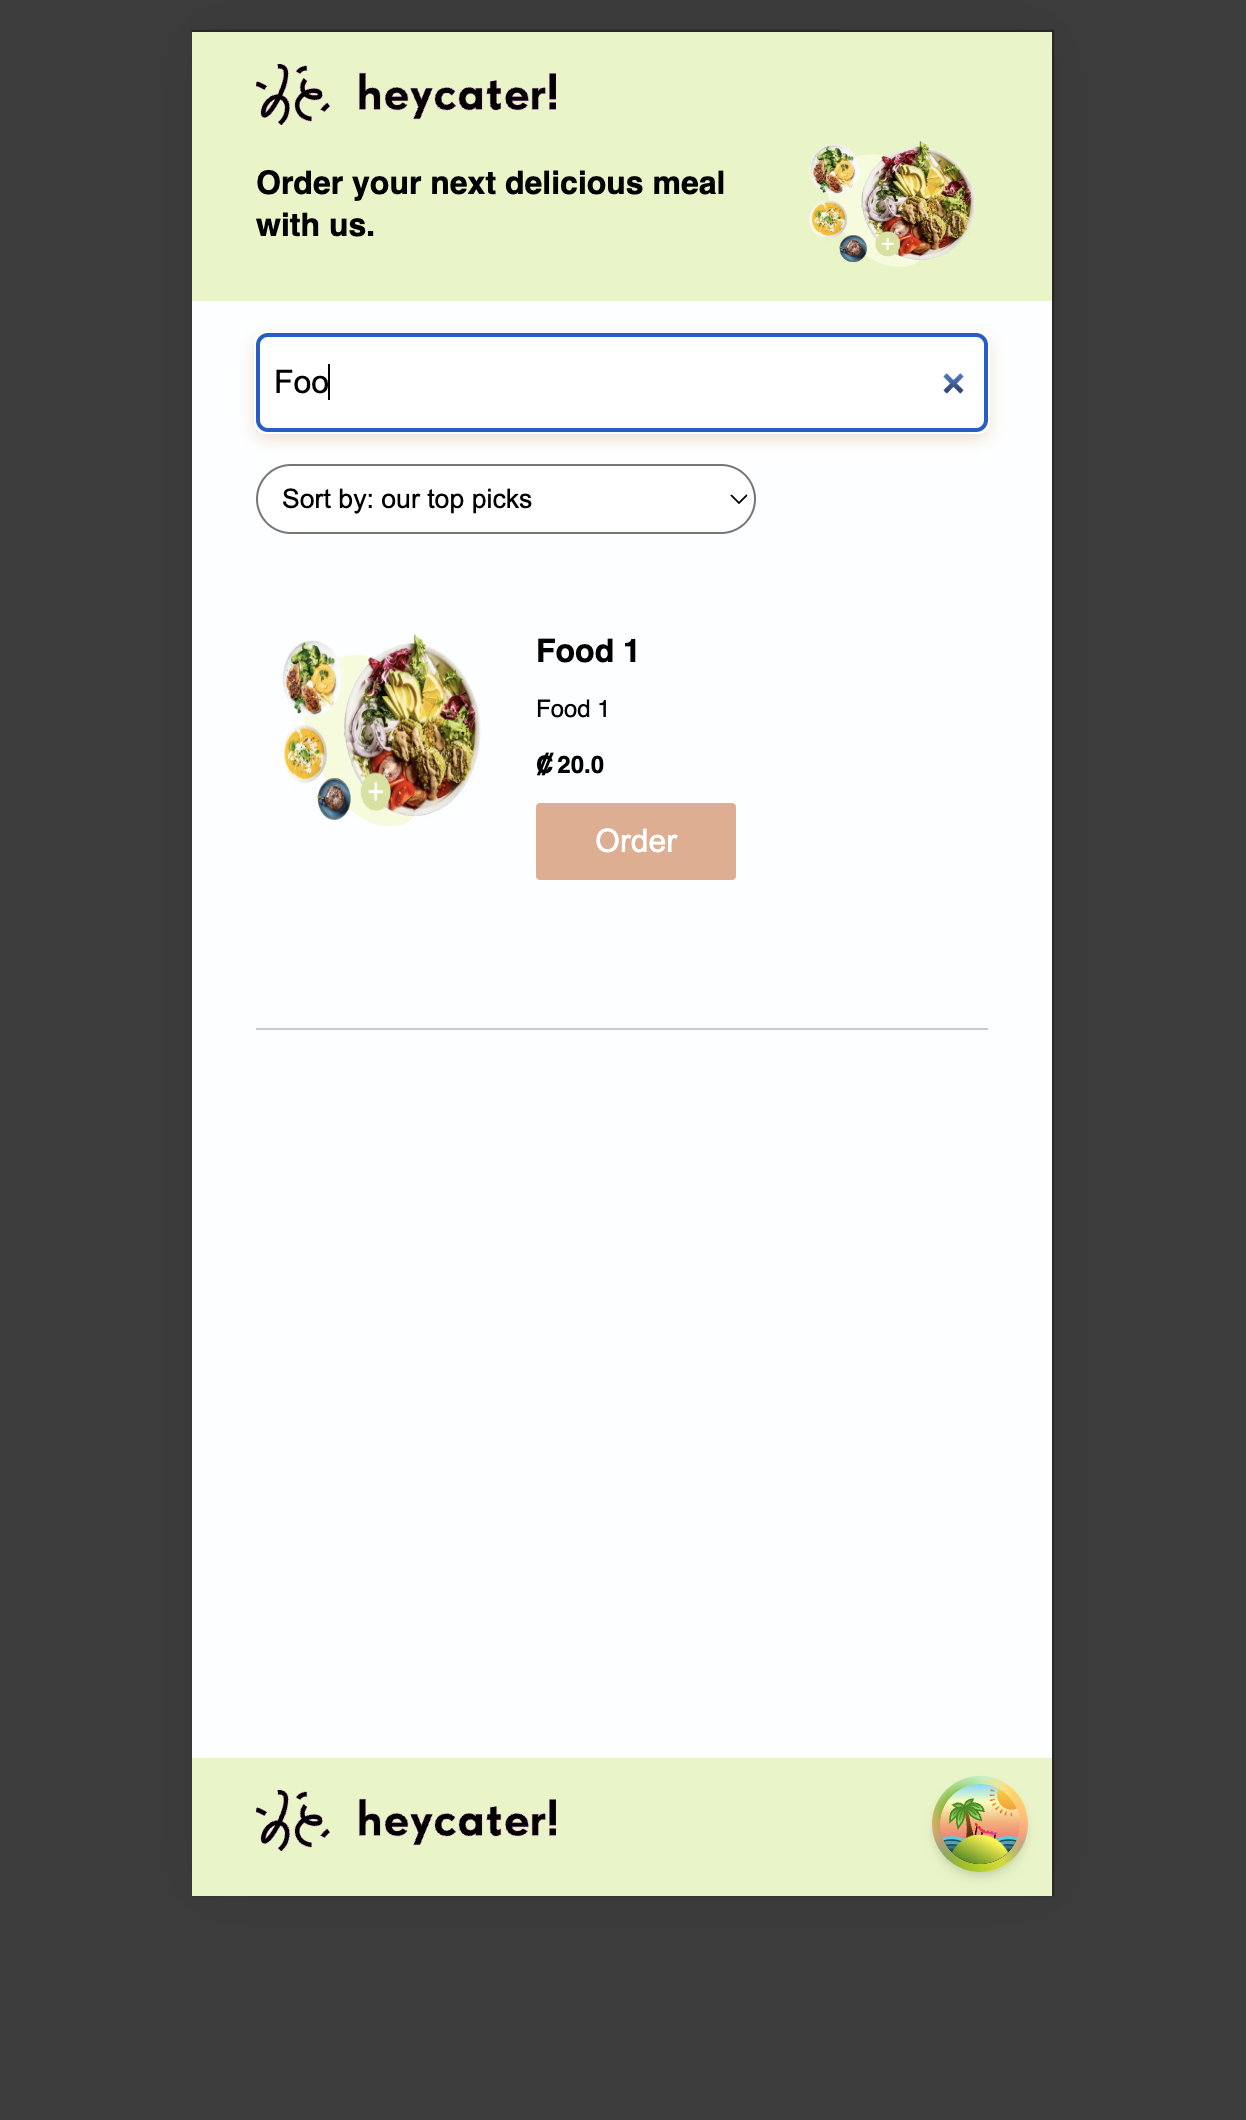 heycater!
Order your next delicious meal
with us.
Foo
Sort by: our top picks
Food 1
Food 1
₡ 20.0
Order
heycater!